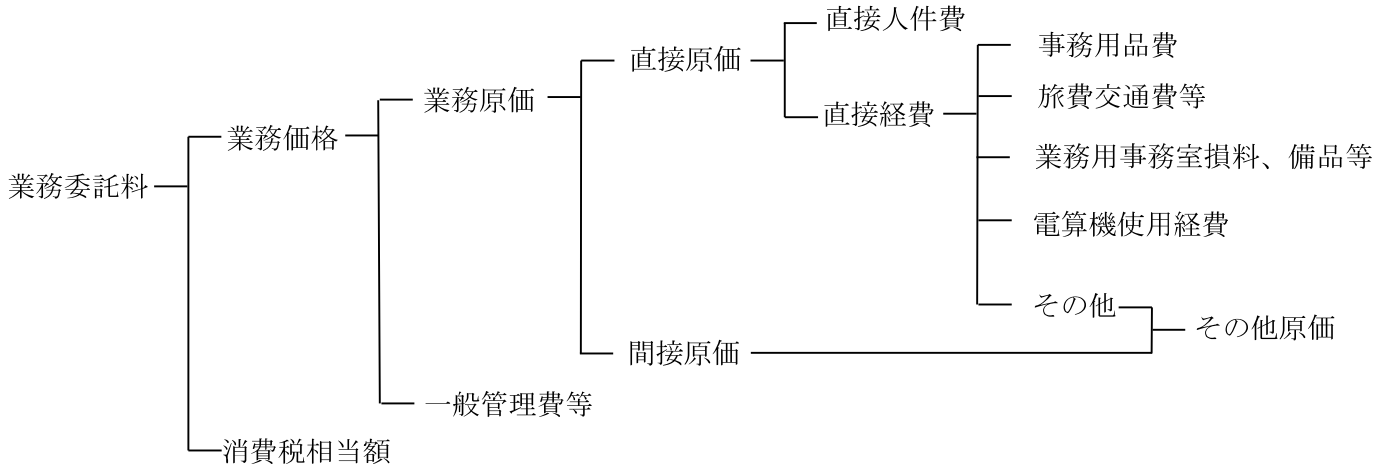 直接人件費
事務用品費
直接原価
旅費交通費等
業務原価
直接経費
業務価格
業務用事務室損料、備品等
業務委託料
電算機使用経費
その他
その他原価
間接原価
一般管理費等
消費税相当額